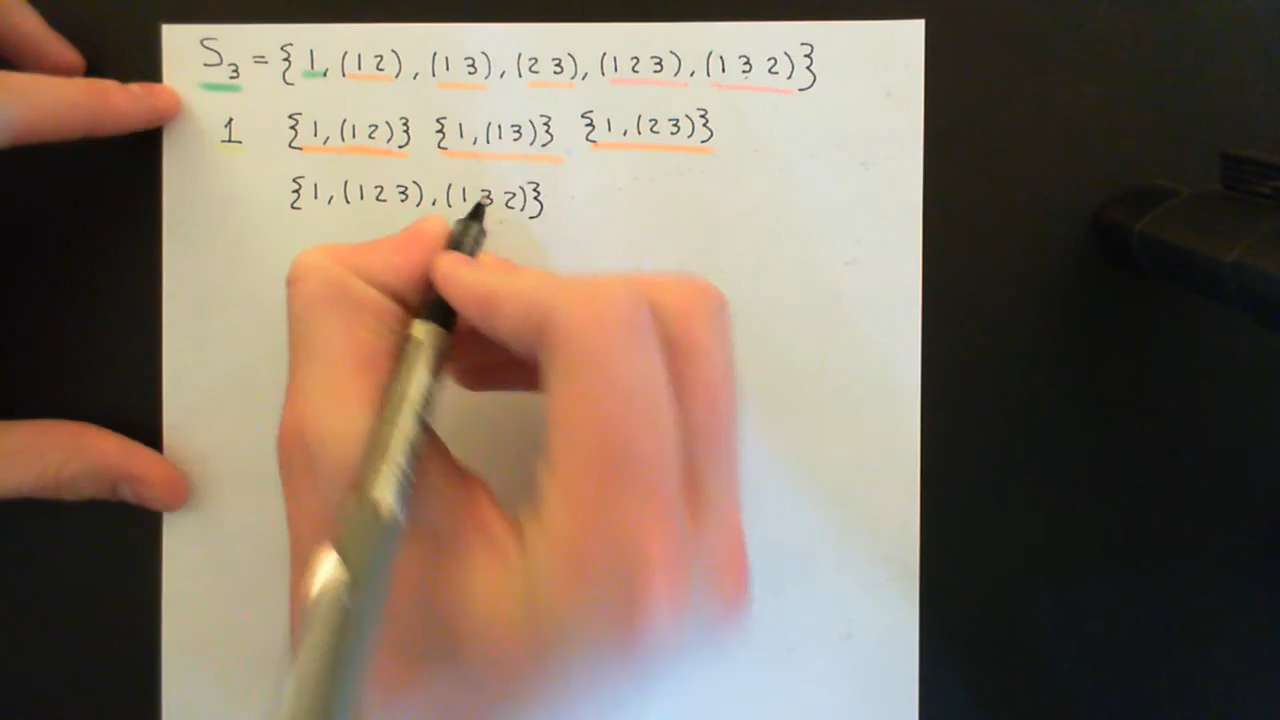 S₃ = {1, (1 2), (1 3), (2 3), (1 2 3), (1 3 2)}
1 {1, (1 2)} {1, (1 3)} {1, (2 3)}
{1, (1 2 3), (1 3 2)}